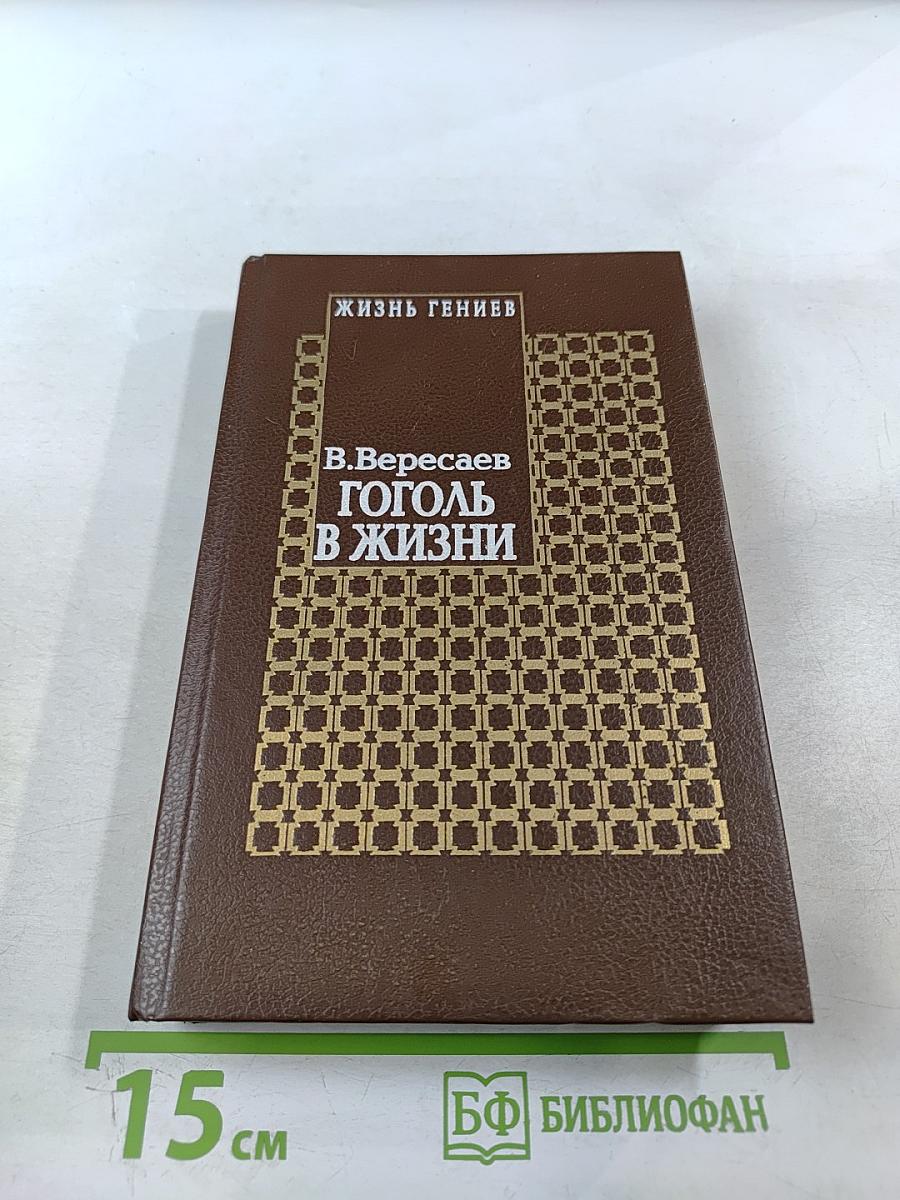 ЖИЗНЬ ГЕНИЕВ
В.Вересаев
ГОГОЛЬ
В ЖИЗНИ
15 см
БФ БИБЛИОФАН